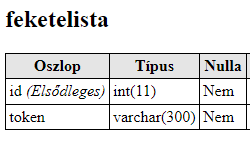 feketelista
Oszlop Típus Nulla
id (Elsődleges) int(11) Nem
token varchar(300) Nem